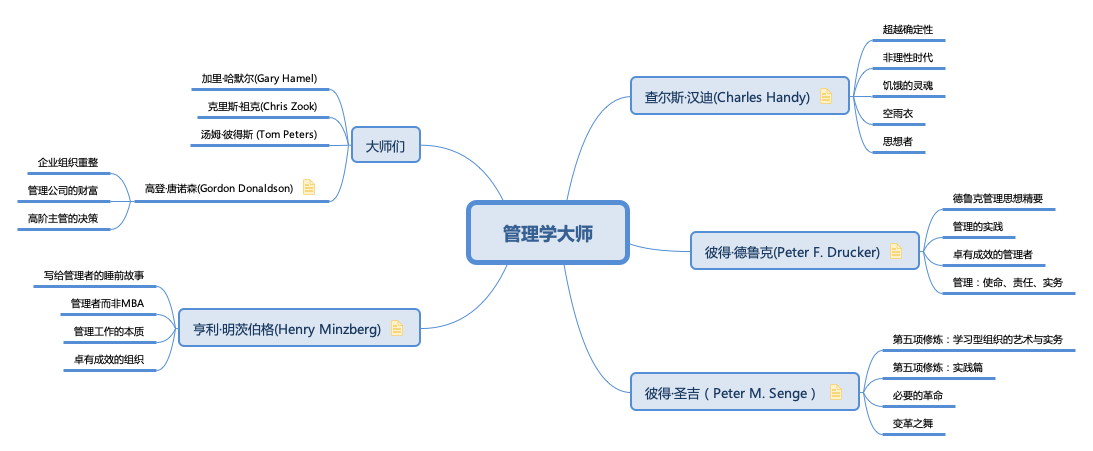 管理学大师
查尔斯·汉迪(Charles Handy)
超越确定性
非理性时代
饥饿的灵魂
空雨衣
思想者
彼得·德鲁克(Peter F. Drucker)
德鲁克管理思想精要
管理的实践
卓有成效的管理者
管理：使命、责任、实务
彼得·圣吉（ Peter M. Senge ）
第五项修炼：学习型组织的艺术与实务
第五项修炼：实践篇
必要的革命
变革之舞
大师们
加里·哈默尔(Gary Hamel)
克里斯·祖克(Chris Zook)
汤姆·彼得斯 (Tom Peters)
高登·唐诺森(Gordon Donaldson)
企业组织重整
管理公司的财富
高阶主管的决策
亨利·明茨伯格(Henry Minzberg)
写给管理者的睡前故事
管理者而非MBA
管理工作的本质
卓有成效的组织